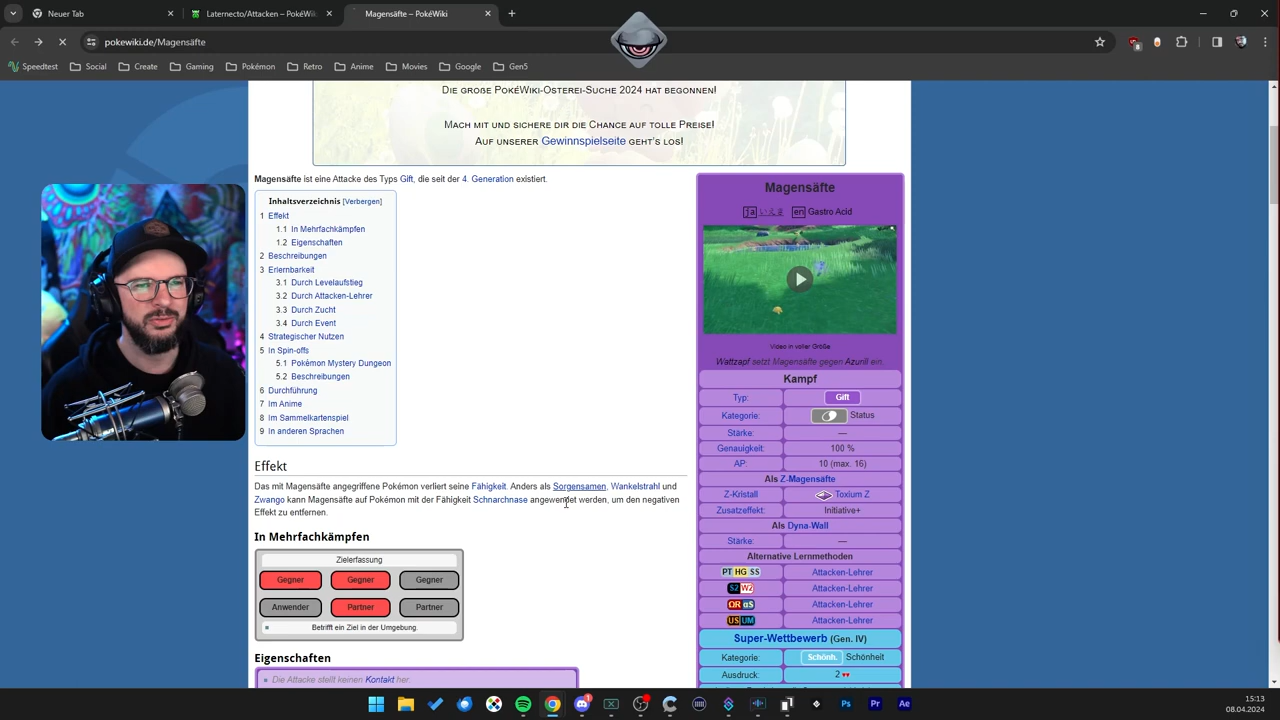 Neuer Tab
Laternecto/Attacken – PokéWiki
Magensäfte – PokéWiki
pokewiki.de/Magensäfte
Speedtest
Social
Create
Gaming
Pokémon
Retro
Anime
Movies
Google
Gen5
Die große PokéWiki-Osterei-Suche 2024 hat begonnen!
Mach mit und sichere dir die Chance auf tolle Preise!
Auf unserer Gewinnspielseite geht's los!
Magensäfte ist eine Attacke des Typs Gift, die seit der 4. Generation existiert.
Inhaltsverzeichnis [Verbergen]
1 Effekt
1.1 In Mehrfachkämpfen
1.2 Eigenschaften
2 Beschreibungen
3 Erlernbarkeit
3.1 Durch Levelaufstieg
3.2 Durch Attacken-Lehrer
3.3 Durch Zucht
3.4 Durch Event
4 Strategischer Nutzen
5 In Spin-offs
5.1 Pokémon Mystery Dungeon
5.2 Beschreibungen
6 Durchführung
7 Im Anime
8 Im Sammelkartenspiel
9 In anderen Sprachen
Effekt
Das mit Magensäfte angegriffene Pokémon verliert seine Fähigkeit. Anders als Sorgensamen, Wankelstrahl und
Zwango kann Magensäfte auf Pokémon mit der Fähigkeit Schnarchnase angewendet werden, um den negativen
Effekt zu entfernen.
In Mehrfachkämpfen
Zielerfassung
Gegner Gegner Gegner
Anwender Partner Partner
Betrifft ein Ziel in der Umgebung.
Eigenschaften
Die Attacke stellt keinen Kontakt her.
Magensäfte
ja いえき en Gastro Acid
Video in voller Größe
Wattzapf setzt Magensäfte gegen Azurill ein.
Kampf
Typ: Gift
Kategorie: Status
Stärke: —
Genauigkeit: 100 %
AP: 10 (max. 16)
Als Z-Magensäfte
Z-Kristall Toxium Z
Zusatzeffekt: Initiative+
Als Dyna-Wall
Stärke: —
Alternative Lernmethoden
PT HG SS Attacken-Lehrer
S2 W2 Attacken-Lehrer
ΩR αS Attacken-Lehrer
US UM Attacken-Lehrer
Super-Wettbewerb (Gen. IV)
Kategorie: Schönh. Schönheit
Ausdruck: 2
15:13
08.04.2024